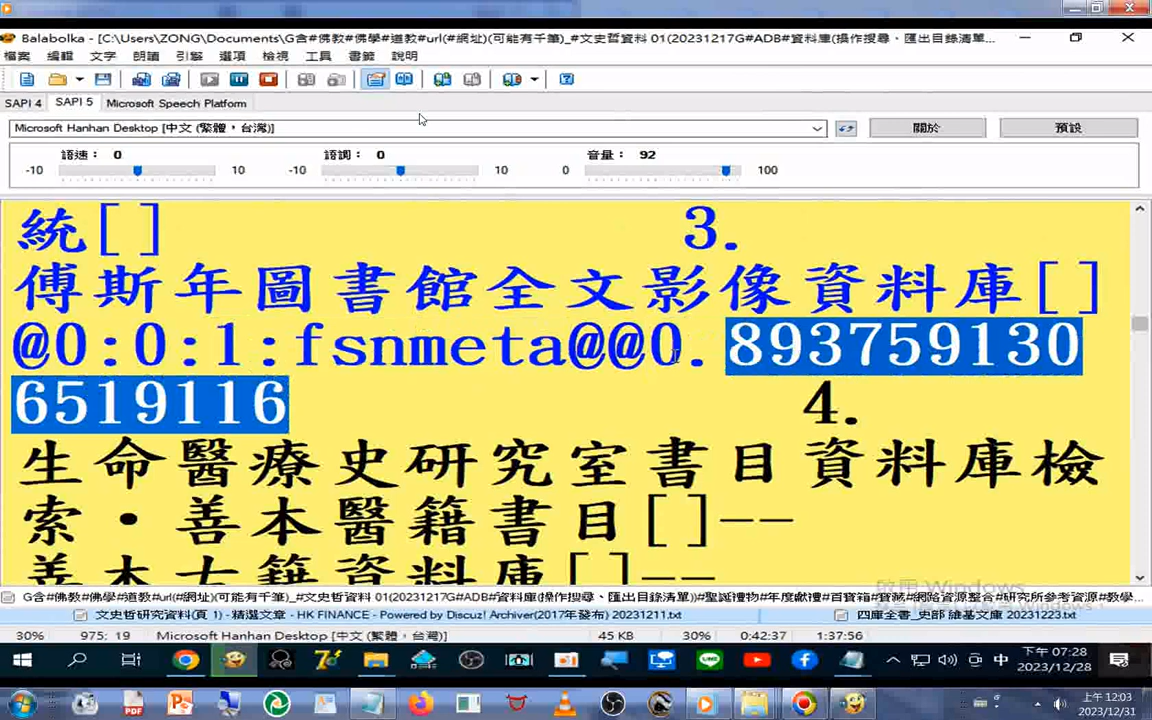 Balabolka - [C:\Users\ZONG\Documents\G含#佛教#佛學#道教#url(#網址)(可能有千筆)_#文史哲資料 01(20231217G#ADB#資料庫(操作搜尋、匯出目錄清單...
檔案 編輯 文字 朗讀 引擎 選項 檢視 工具 書籤 說明
SAPI 4 SAPI 5 Microsoft Speech Platform
Microsoft Hanhan Desktop [中文 (繁體，台灣)] 關於 預設
語速： 0 語調： 0 音量： 92
-10 10 -10 10 0 100
統[] 3.
傅斯年圖書館全文影像資料庫[]
@0:0:1:fsnmeta@@0.893759130
6519116 4.
生命醫療史研究室書目資料庫檢
索•善本醫籍書目[]--
善本古籍資料庫[]--
啟用 Windows
G含#佛教#佛學#道教#url(#網址)(可能有千筆)_#文史哲資料 01(20231217G#ADB#資料庫(操作搜尋、匯出目錄清單))#聖誕禮物#年度獻禮#百寶箱#寶藏#網路資源整合#研究所參考資源#教學...
文史哲研究資料(頁 1) - 精選文章 - HK FINANCE - Powered by Discuz! Archiver(2017年發布) 20231211.txt 四庫全書_史部 維基文庫 20231223.txt
30% 975: 19 Microsoft Hanhan Desktop [中文 (繁體，台灣)] 45 KB 30% 0:42:37 1:37:56
中 下午 07:28
2023/12/28
上午 12:03
2023/12/31